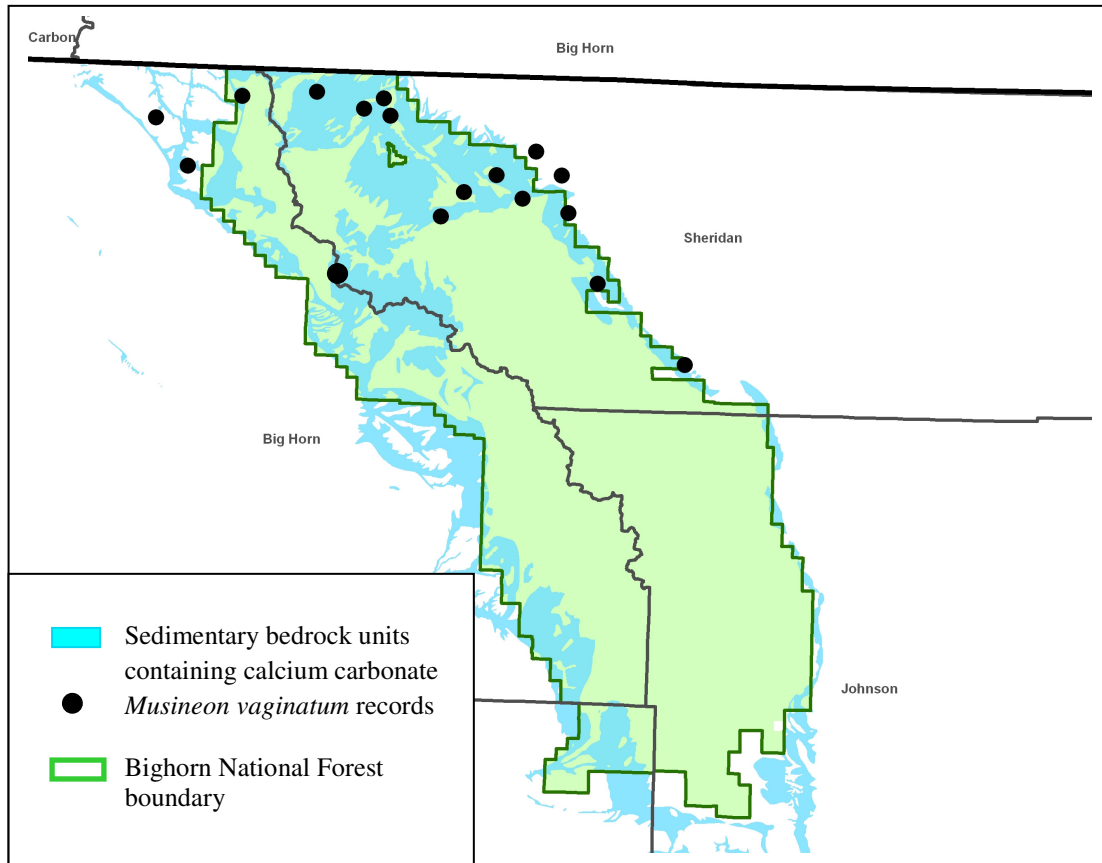 Carbon
Big Horn
Sheridan
Big Horn
Johnson
Sedimentary bedrock units
containing calcium carbonate
Musineon vaginatum records
Bighorn National Forest
boundary